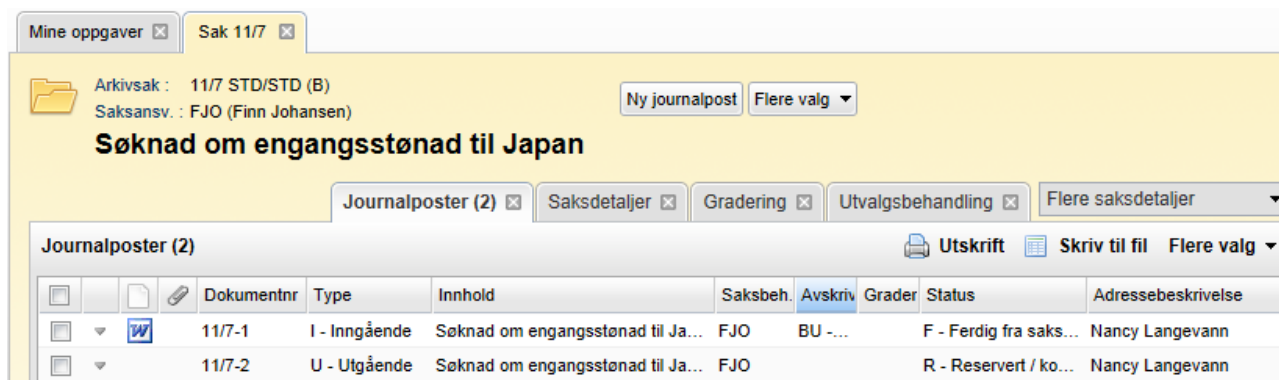 Mine oppgaver Sak 11/7
Arkivsak : 11/7 STD/STD (B)
Saksansv. : FJO (Finn Johansen)
Ny journalpost Flere valg
Søknad om engangsstønad til Japan
Journalposter (2) Saksdetaljer Gradering Utvalgsbehandling Flere saksdetaljer
Journalposter (2) Utskrift Skriv til fil Flere valg
Dokumentnr Type Innhold Saksbeh. Avskriv Grader Status Adressebeskrivelse
W 11/7-1 I - Inngående Søknad om engangsstønad til Ja... FJO BU -... F - Ferdig fra saks... Nancy Langevann
11/7-2 U - Utgående Søknad om engangsstønad til Ja... FJO R - Reservert / ko... Nancy Langevann